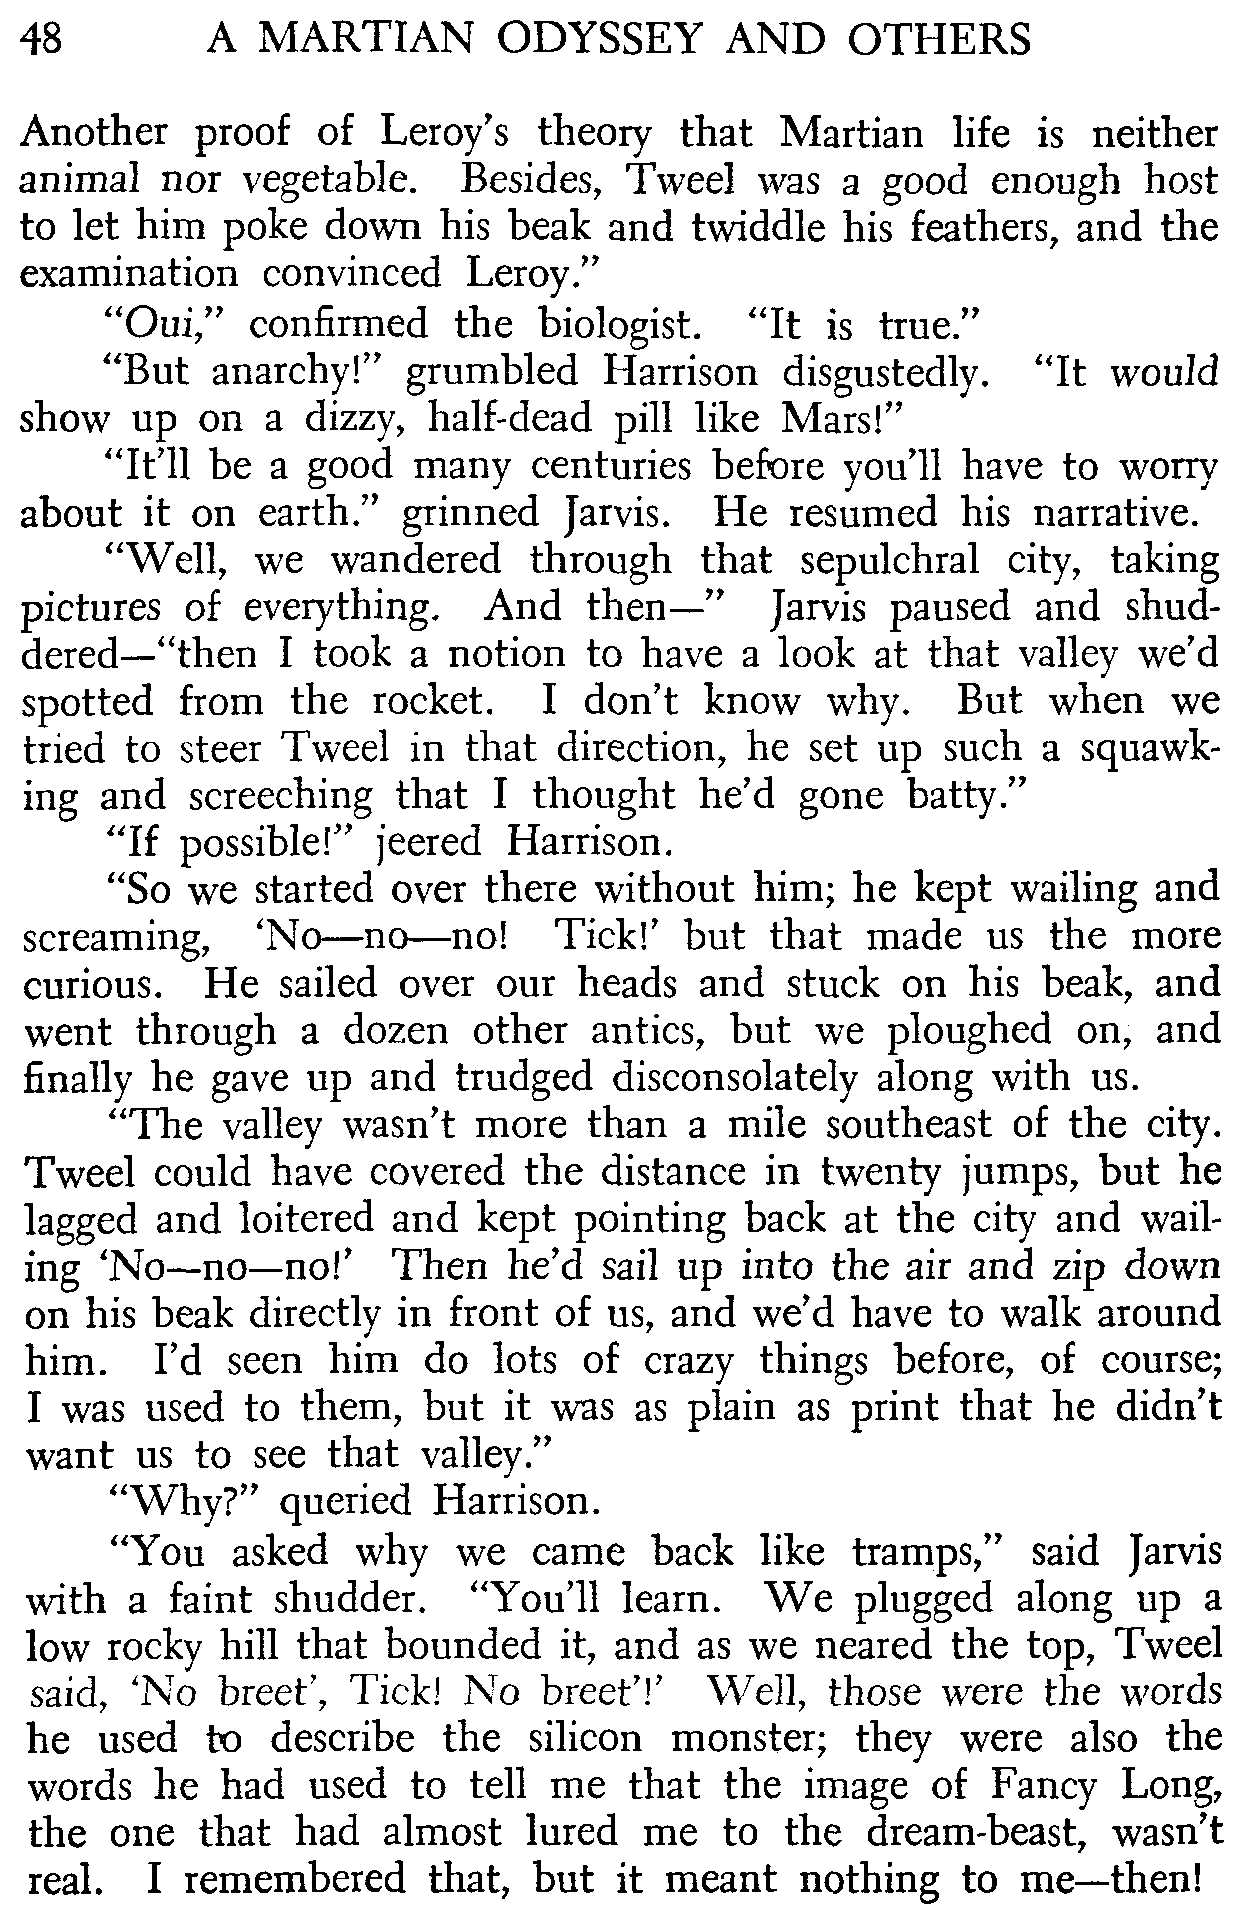 48 A MARTIAN ODYSSEY AND OTHERS
Another proof of Leroy's theory that Martian life is neither
animal nor vegetable. Besides, Tweel was a good enough host
to let him poke down his beak and twiddle his feathers, and the
examination convinced Leroy."
"Oui," confirmed the biologist. "It is true."
"But anarchy!" grumbled Harrison disgustedly. "It would
show up on a dizzy, half-dead pill like Mars!"
"It'll be a good many centuries before you'll have to worry
about it on earth." grinned Jarvis. He resumed his narrative.
"Well, we wandered through that sepulchral city, taking
pictures of everything. And then—" Jarvis paused and shud-
dered—"then I took a notion to have a look at that valley we'd
spotted from the rocket. I don't know why. But when we
tried to steer Tweel in that direction, he set up such a squawk-
ing and screeching that I thought he'd gone batty."
"If possible!" jeered Harrison.
"So we started over there without him; he kept wailing and
screaming, 'No—no—no! Tick!' but that made us the more
curious. He sailed over our heads and stuck on his beak, and
went through a dozen other antics, but we ploughed on, and
finally he gave up and trudged disconsolately along with us.
"The valley wasn't more than a mile southeast of the city.
Tweel could have covered the distance in twenty jumps, but he
lagged and loitered and kept pointing back at the city and wail-
ing 'No—no—no!' Then he'd sail up into the air and zip down
on his beak directly in front of us, and we'd have to walk around
him. I'd seen him do lots of crazy things before, of course;
I was used to them, but it was as plain as print that he didn't
want us to see that valley."
"Why?" queried Harrison.
"You asked why we came back like tramps," said Jarvis
with a faint shudder. "You'll learn. We plugged along up a
low rocky hill that bounded it, and as we neared the top, Tweel
said, 'No breet', Tick! No breet'!' Well, those were the words
he used to describe the silicon monster; they were also the
words he had used to tell me that the image of Fancy Long,
the one that had almost lured me to the dream-beast, wasn't
real. I remembered that, but it meant nothing to me—then!